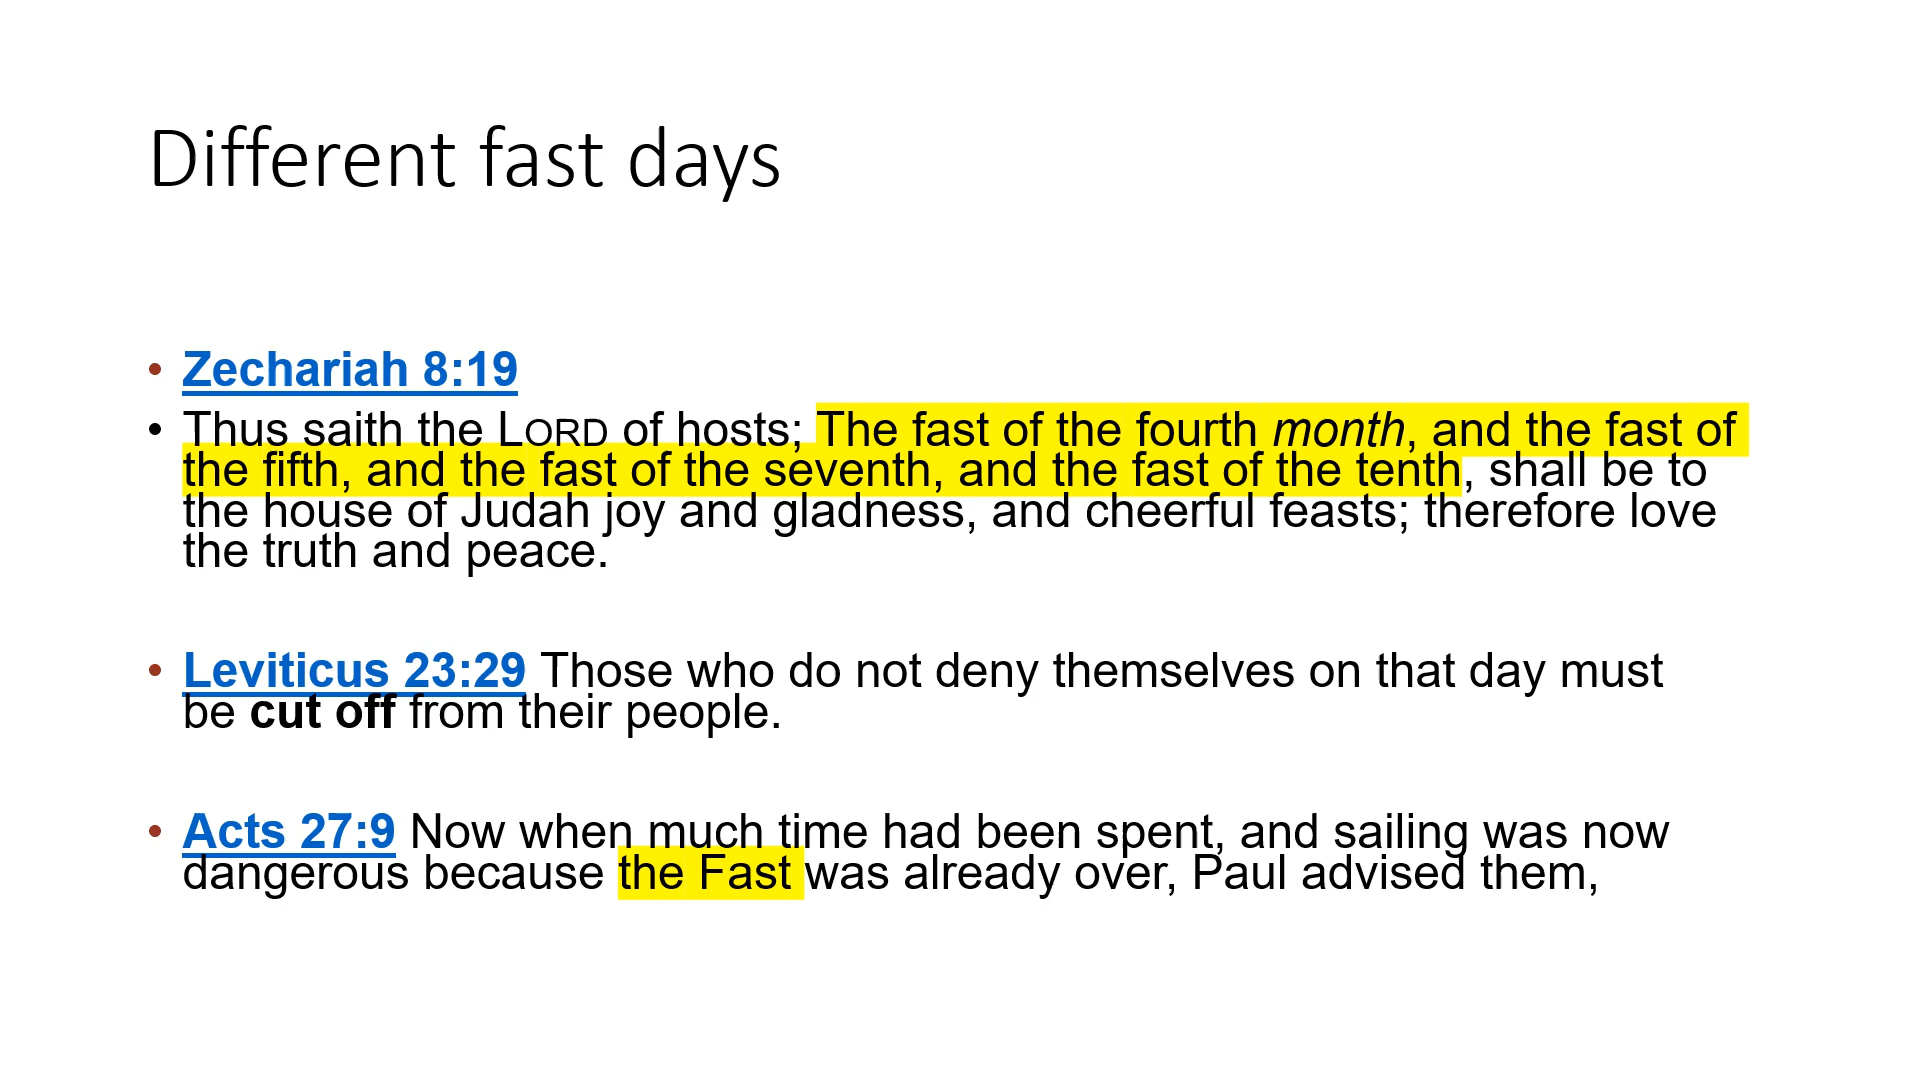 Different fast days
• Zechariah 8:19
• Thus saith the LORD of hosts; The fast of the fourth month, and the fast of
the fifth, and the fast of the seventh, and the fast of the tenth, shall be to
the house of Judah joy and gladness, and cheerful feasts; therefore love
the truth and peace.
• Leviticus 23:29 Those who do not deny themselves on that day must
be cut off from their people.
• Acts 27:9 Now when much time had been spent, and sailing was now
dangerous because the Fast was already over, Paul advised them,